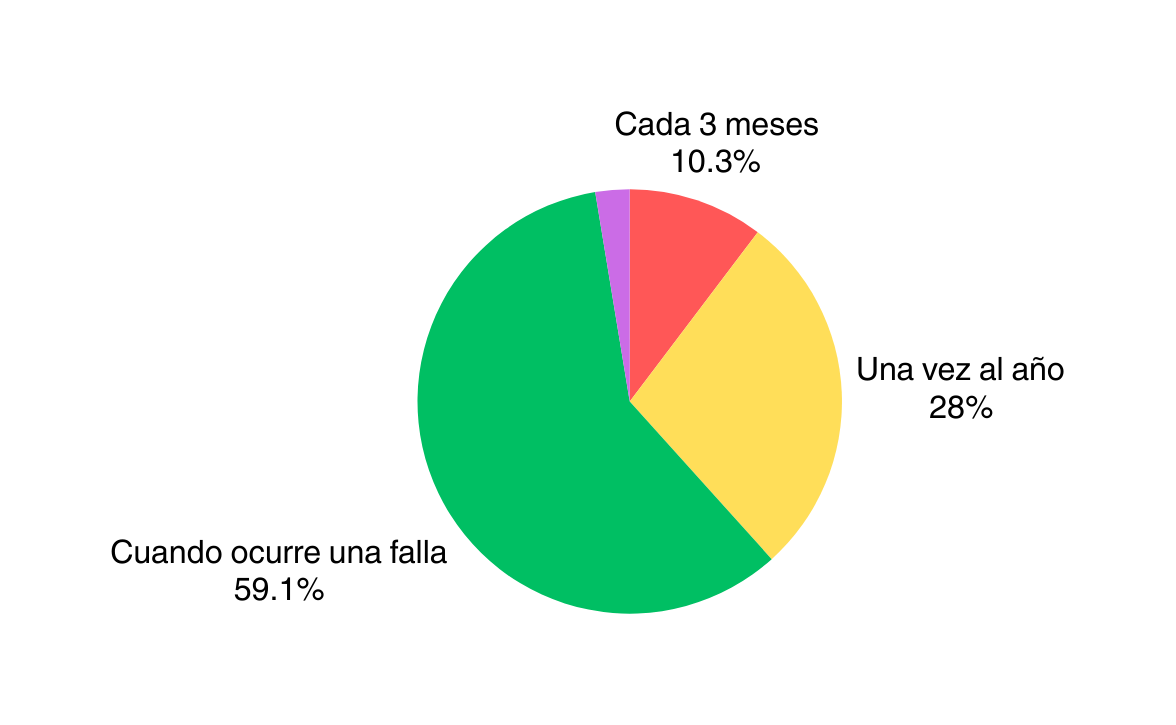 Cada 3 meses
10.3%
Una vez al año
28%
Cuando ocurre una falla
59.1%